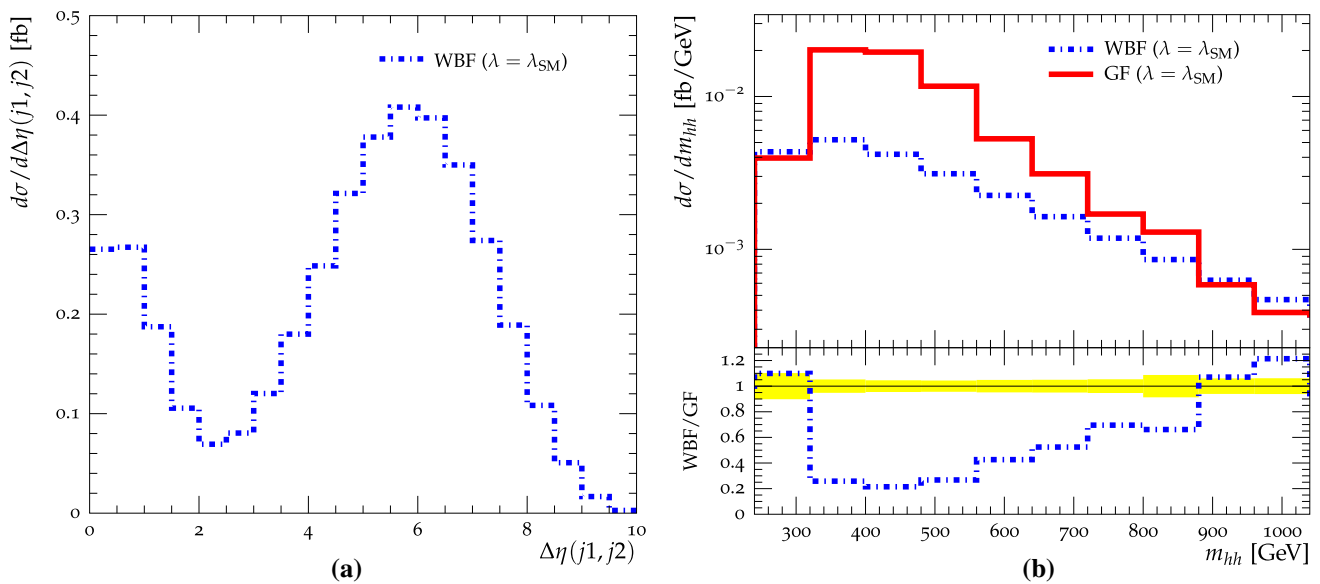 dσ/dΔη(j1, j2) [fb]
0.5
0.4
0.3
0.2
0.1
0
WBF (λ = λSM)
0 2 4 6 8 10
Δη(j1, j2)
(a)
dσ/dmhh [fb/GeV]
10−2
10−3
WBF (λ = λSM)
GF (λ = λSM)
WBF/GF
1.2
1
0.8
0.6
0.4
0.2
0
300 400 500 600 700 800 900 1000
mhh [GeV]
(b)